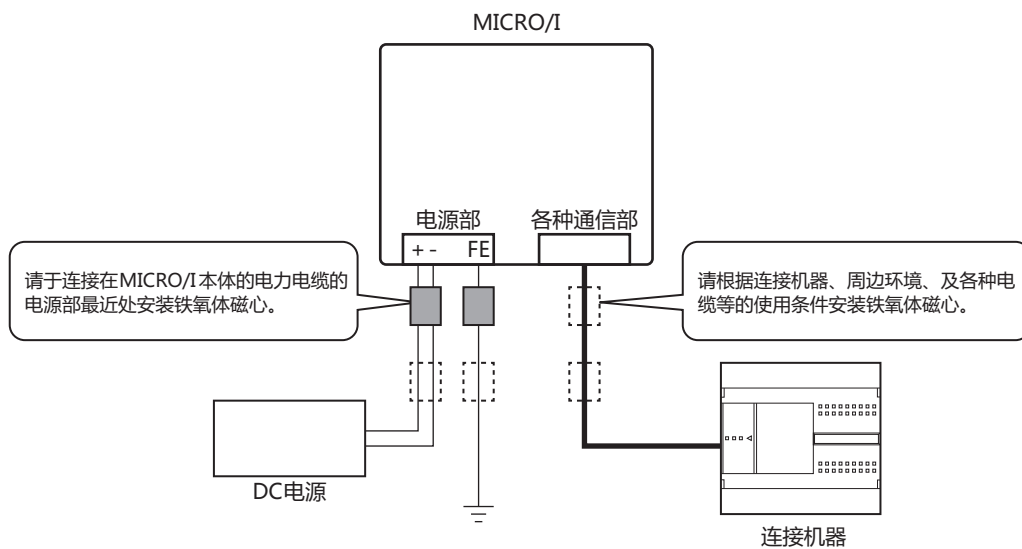 MICRO/I
电源部
各种通信部
+ -
FE
请于连接在MICRO/I本体的电力电缆的
电源部最近处安装铁氧体磁心。
请根据连接机器、周边环境、及各种电
缆等的使用条件安装铁氧体磁心。
DC电源
连接机器